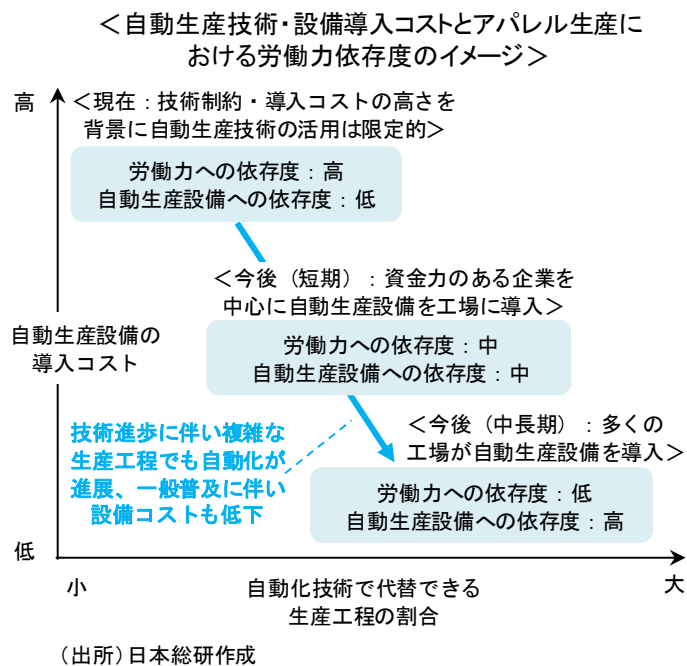 ＜自動生産技術・設備導入コストとアパレル生産に
おける労働力依存度のイメージ＞
高
＜現在：技術制約・導入コストの高さを
背景に自動生産技術の活用は限定的＞
労働力への依存度：高
自動生産設備への依存度：低
＜今後（短期）：資金力のある企業を
中心に自動生産設備を工場に導入＞
労働力への依存度：中
自動生産設備への依存度：中
自動生産設備の
導入コスト
＜今後（中長期）：多くの
工場が自動生産設備を導入＞
労働力への依存度：低
自動生産設備への依存度：高
技術進歩に伴い複雑な
生産工程でも自動化が
進展、一般普及に伴い
設備コストも低下
低
小
自動化技術で代替できる
生産工程の割合
大
（出所）日本総研作成